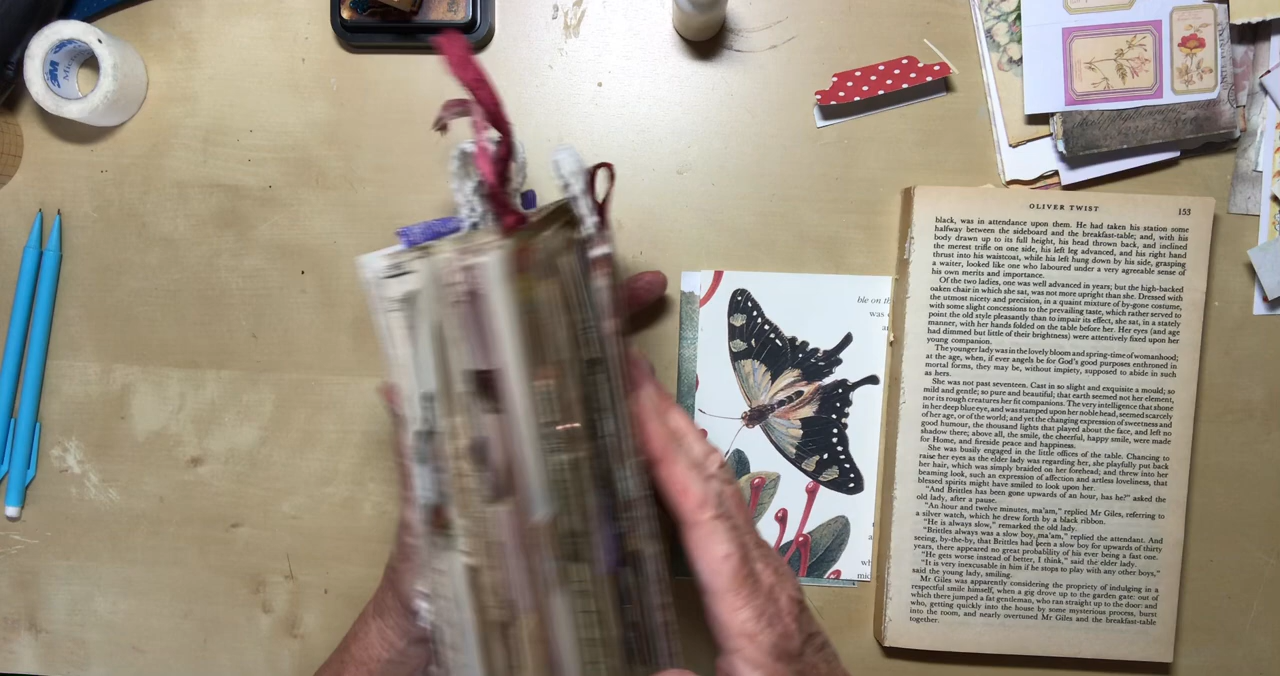 3M
ble on th
was
OLIVER TWIST 153
black, was in attendance upon them. He had taken his station some
halfway between the sideboard and the breakfast-table; and, with his
body drawn up to its full height, his head thrown back, and inclined
the merest trifle on one side, his left leg advanced, and his right hand
thrust into his waistcoat, while his left hung down by his side, grasping
a waiter, looked like one who laboured under a very agreeable sense of
his own merits and importance.
Of the two ladies, one was well advanced in years; but the high-backed
oaken chair in which she sat, was not more upright than she. Dressed with
the utmost nicety and precision, in a quaint mixture of by-gone costume,
with some slight concessions to the prevailing taste, which rather served to
point the old style pleasantly than to impair its effect, she sat, in a stately
manner, with her hands folded on the table before her. Her eyes (and age
had dimmed but little of their brightness) were attentively fixed upon her
young companion.
The younger lady was in the lovely bloom and spring-time of womanhood;
at the age, when, if ever angels be for God's good purposes enthroned in
mortal forms, they may be, without impiety, supposed to abide in such
as hers.
She was not past seventeen. Cast in so slight and exquisite a mould; so
mild and gentle; so pure and beautiful; that earth seemed not her element,
nor its rough creatures her fit companions. The very intelligence that shone
in her deep blue eye, and was stamped upon her noble head, seemed scarcely
of her age, or of the world; and yet the changing expression of sweetness and
good humour, the thousand lights that played about the face, and left no
shadow there; above all, the smile, the cheerful, happy smile, were made
for Home, and fireside peace and happiness.
She was busily engaged in the little offices of the table. Chancing to
raise her eyes as the elder lady was regarding her, she playfully put back
her hair, which was simply braided on her forehead; and threw into her
beaming look, such an expression of affection and artless loveliness, that
blessed spirits might have smiled to look upon her.
"And Brittles has been gone upwards of an hour, has he?" asked the
old lady, after a pause.
"An hour and twelve minutes, ma'am," replied Mr Giles, referring to
a silver watch, which he drew forth by a black ribbon.
"He is always slow," remarked the old lady.
"Brittles always was a slow boy, ma'am," replied the attendant. And
seeing, by-the-by, that Brittles had been a slow boy for upwards of thirty
years, there appeared no great probability of his ever being a fast one.
"He gets worse instead of better, I think," said the elder lady.
"It is very inexcusable in him if he stops to play with any other boys,"
said the young lady, smiling.
Mr Giles was apparently considering the propriety of indulging in a
respectful smile himself, when a gig drove up to the garden gate: out of
which there jumped a fat gentleman, who ran straight up to the door: and
who, getting quickly into the house by some mysterious process, burst
into the room, and nearly overturned Mr Giles and the breakfast-table
together.